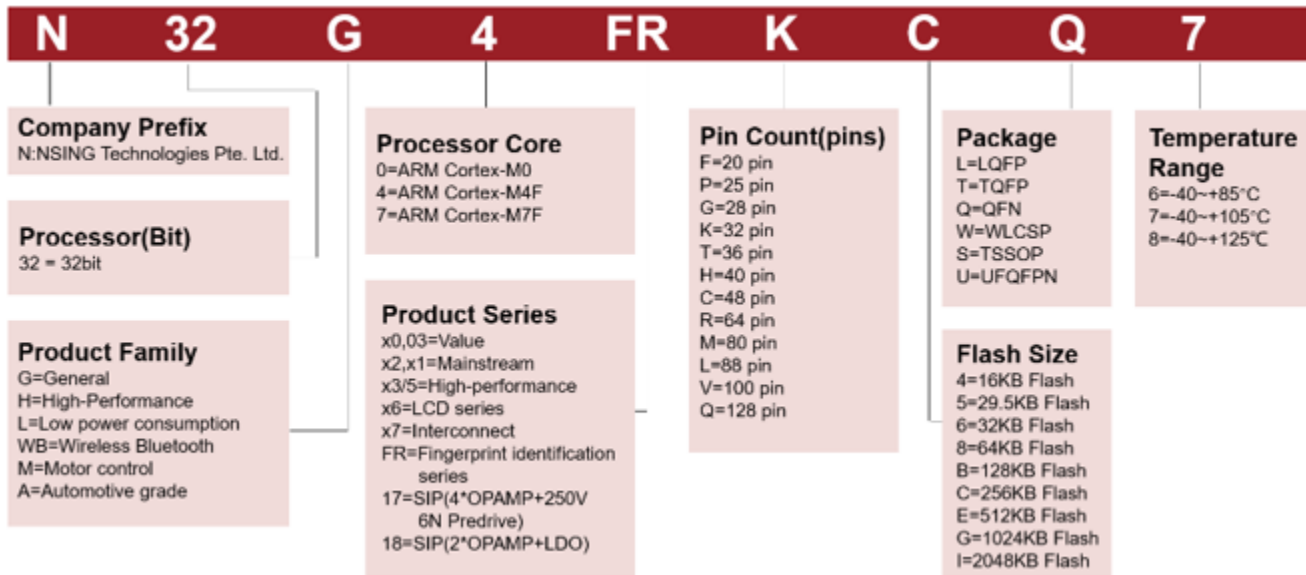 N 32 G 4 FR K C Q 7
Company Prefix
N:NSING Technologies Pte. Ltd.
Processor(Bit)
32 = 32bit
Product Family
G=General
H=High-Performance
L=Low power consumption
WB=Wireless Bluetooth
M=Motor control
A=Automotive grade
Processor Core
0=ARM Cortex-M0
4=ARM Cortex-M4F
7=ARM Cortex-M7F
Product Series
x0,03=Value
x2,x1=Mainstream
x3/5=High-performance
x6=LCD series
x7=Interconnect
FR=Fingerprint identification
series
17=SIP(4*OPAMP+250V
6N Predrive)
18=SIP(2*OPAMP+LDO)
Pin Count(pins)
F=20 pin
P=25 pin
G=28 pin
K=32 pin
T=36 pin
H=40 pin
C=48 pin
R=64 pin
M=80 pin
L=88 pin
V=100 pin
Q=128 pin
Package
L=LQFP
T=TQFP
Q=QFN
W=WLCSP
S=TSSOP
U=UFQFPN
Flash Size
4=16KB Flash
5=29.5KB Flash
6=32KB Flash
8=64KB Flash
B=128KB Flash
C=256KB Flash
E=512KB Flash
G=1024KB Flash
I=2048KB Flash
Temperature
Range
6=-40~+85°C
7=-40~+105°C
8=-40~+125℃